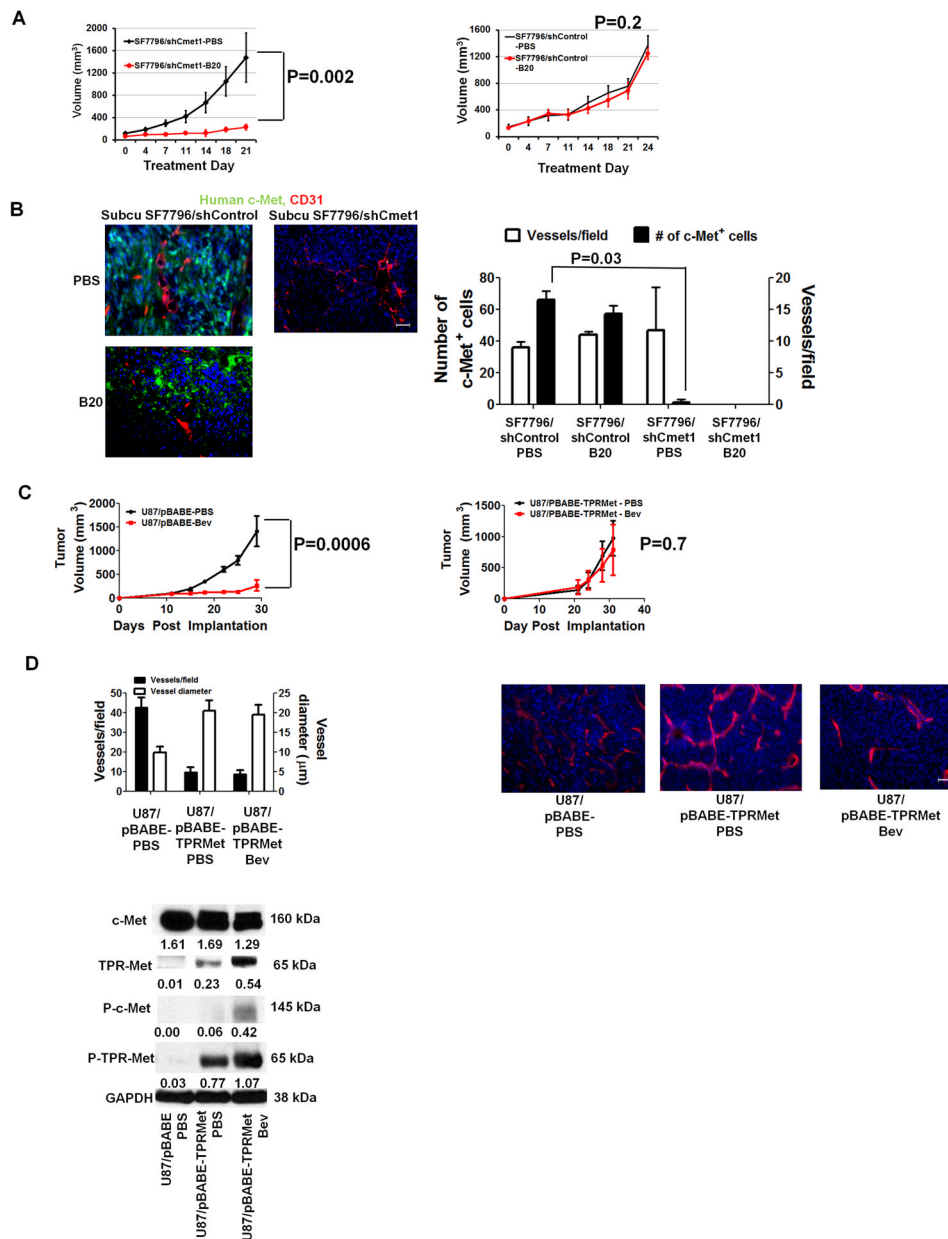 A
Volume (mm3)
2000
1600
1200
800
400
0
SF7796/shCmet1-PBS
SF7796/shCmet1-B20
P=0.002
0 4 7 11 14 18 21
Treatment Day
P=0.2
Volume (mm3)
1600
1200
800
400
0
SF7796/shControl
-PBS
SF7796/shControl
-B20
0 4 7 11 14 18 21 24
Treatment Day
B
Human c-Met, CD31
Subcu SF7796/shControl Subcu SF7796/shCmet1
PBS
B20
Vessels/field # of c-Met+ cells
P=0.03
Number of
c-Met+ cells
80
60
40
20
0
20
15
10
5
0
Vessels/field
SF7796/ SF7796/ SF7796/ SF7796/
shControl shControl shCmet1 shCmet1
PBS B20 PBS B20
C
Tumor
Volume (mm3)
2000
1500
1000
500
0
U87/pBABE-PBS
U87/pBABE-Bev
P=0.0006
0 10 20 30
Days Post Implantation
Tumor
Volume (mm3)
1500
1000
500
0
U87/pBABE-TPRMet - PBS
U87/pBABE-TPRMet - Bev
P=0.7
0 10 20 30 40
Day Post Implantation
D
Vessels/field
Vessel diameter
Vessels/field
50
40
30
20
10
0
25
20
15
10
5
0
Vessel
diameter (µm)
U87/ U87/ U87/
pBABE- pBABE- pBABE-
PBS TPRMet TPRMet
PBS Bev
U87/ U87/ U87/
pBABE- pBABE-TPRMet pBABE-TPRMet
PBS PBS Bev
c-Met 160 kDa
1.61 1.69 1.29
TPR-Met 65 kDa
0.01 0.23 0.54
P-c-Met 145 kDa
0.00 0.06 0.42
P-TPR-Met 65 kDa
0.03 0.77 1.07
GAPDH 38 kDa
U87/pBABE
PBS
U87/pBABE-TPRMet
PBS
U87/pBABE-TPRMet
Bev